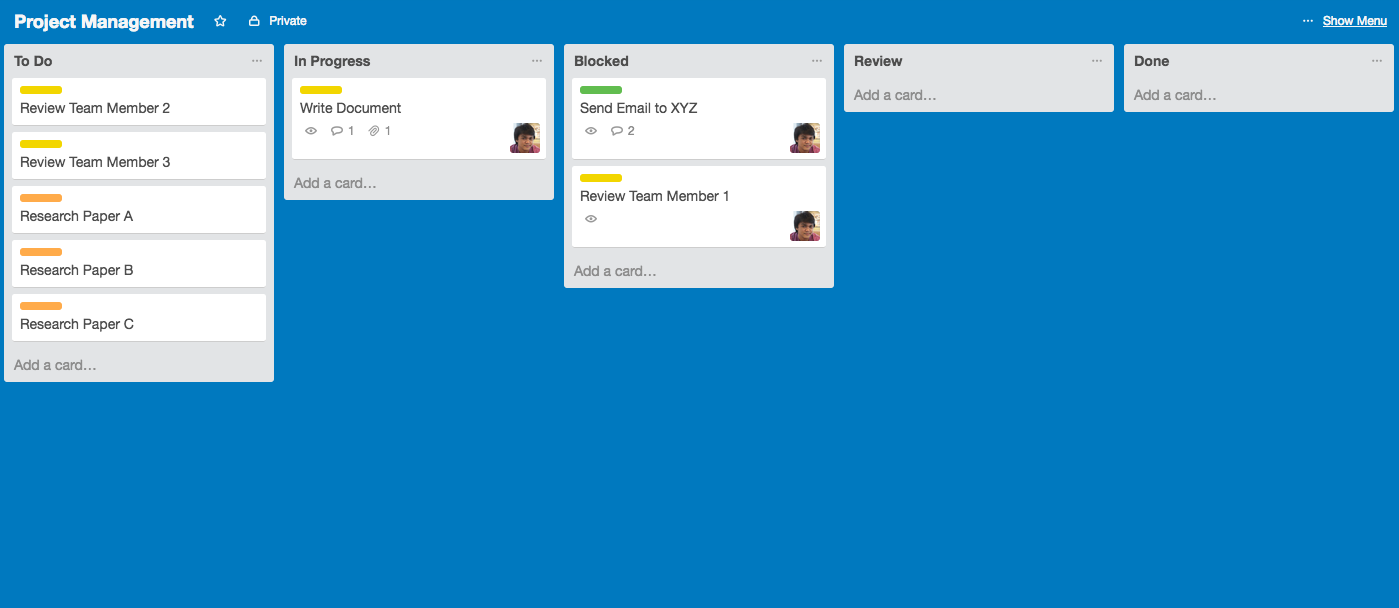 Project Management
Private
... Show Menu
To Do ...
Review Team Member 2
Review Team Member 3
Research Paper A
Research Paper B
Research Paper C
Add a card…
In Progress ...
Write Document
1 1
Add a card…
Blocked ...
Send Email to XYZ
2
Review Team Member 1
Add a card…
Review ...
Add a card…
Done ...
Add a card…